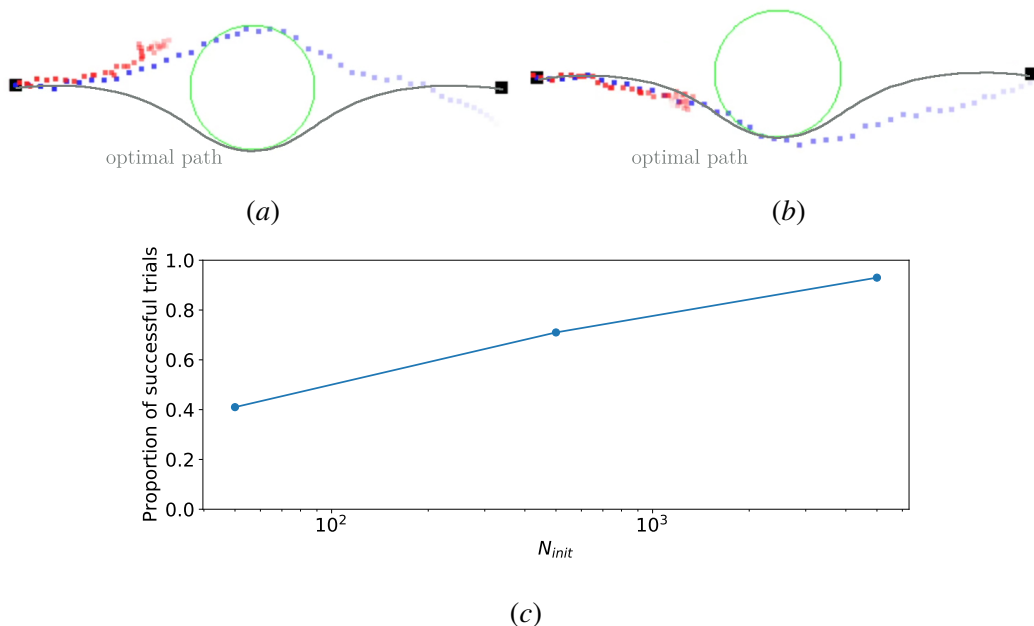 optimal path
optimal path
(a)
(b)
Proportion of successful trials
1.0
0.8
0.6
0.4
0.2
0.0
10²
10³
N_init
(c)